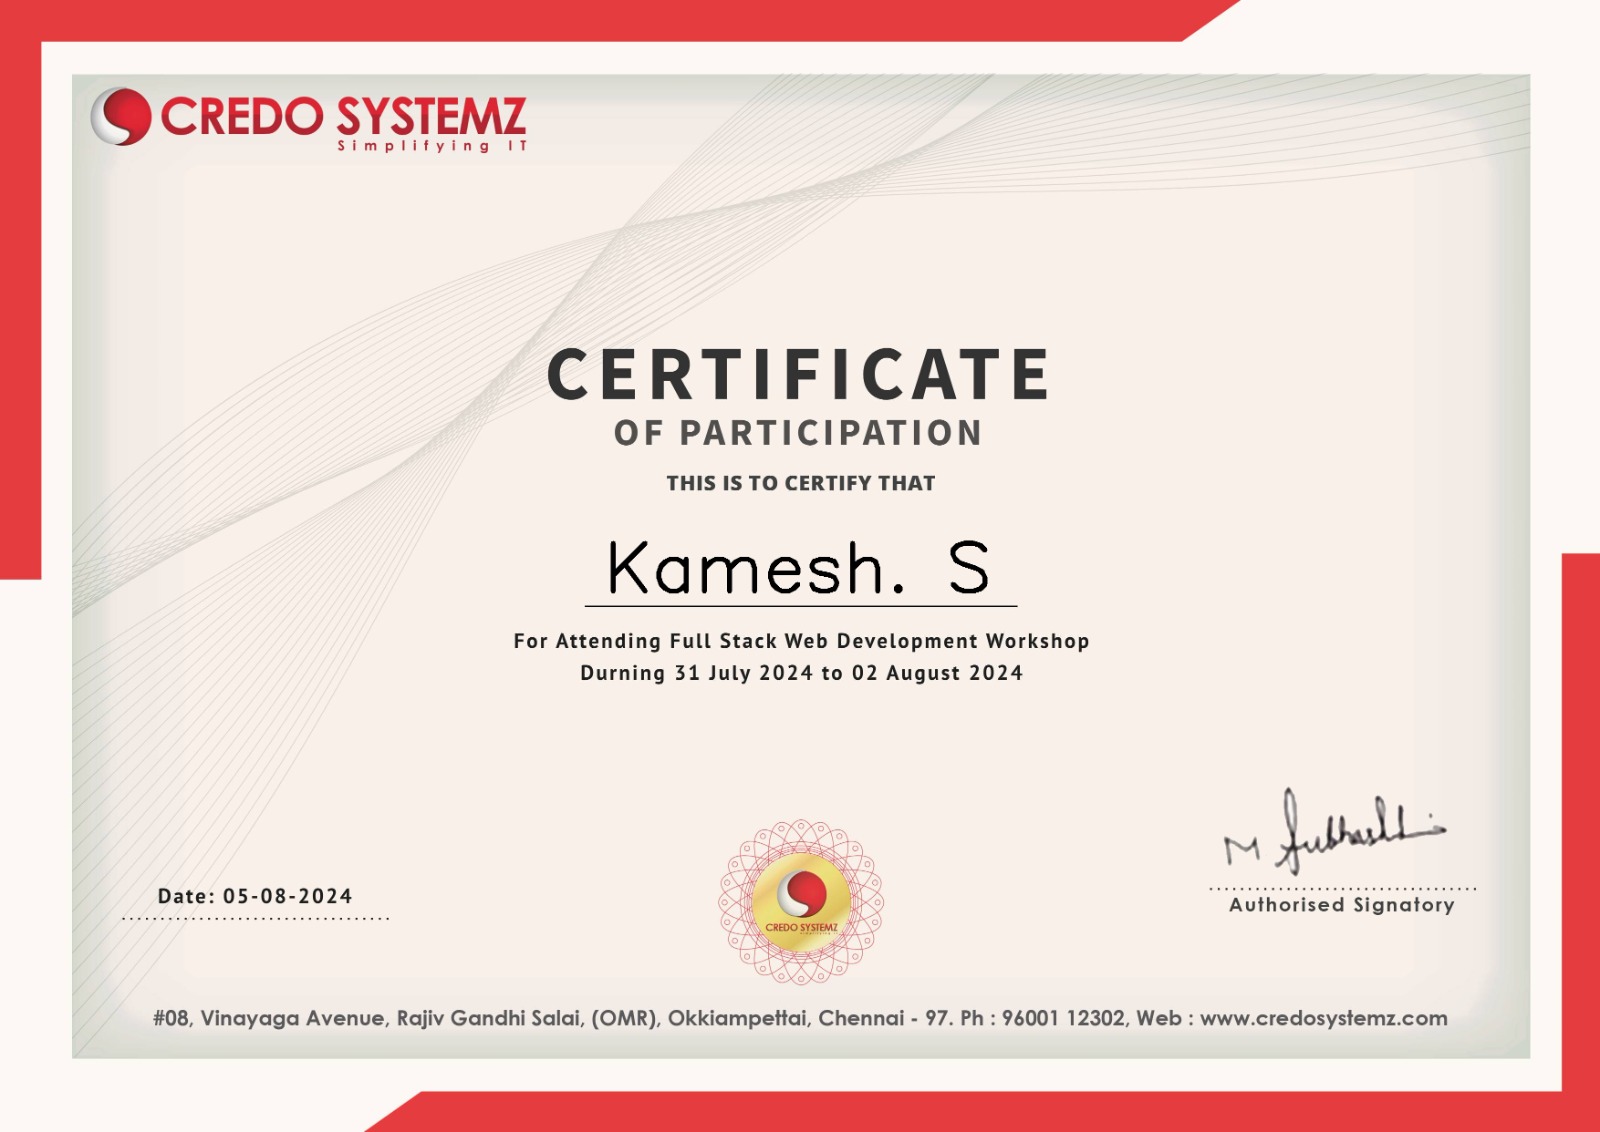 CREDO SYSTEMZ
Simplifying IT
CERTIFICATE
OF PARTICIPATION
THIS IS TO CERTIFY THAT
Kamesh. S
For Attending Full Stack Web Development Workshop
Durning 31 July 2024 to 02 August 2024
Date: 05-08-2024
M Subhashi
Authorised Signatory
CREDO SYSTEMZ
#08, Vinayaga Avenue, Rajiv Gandhi Salai, (OMR), Okkiampettai, Chennai - 97. Ph : 96001 12302, Web : www.credosystemz.com